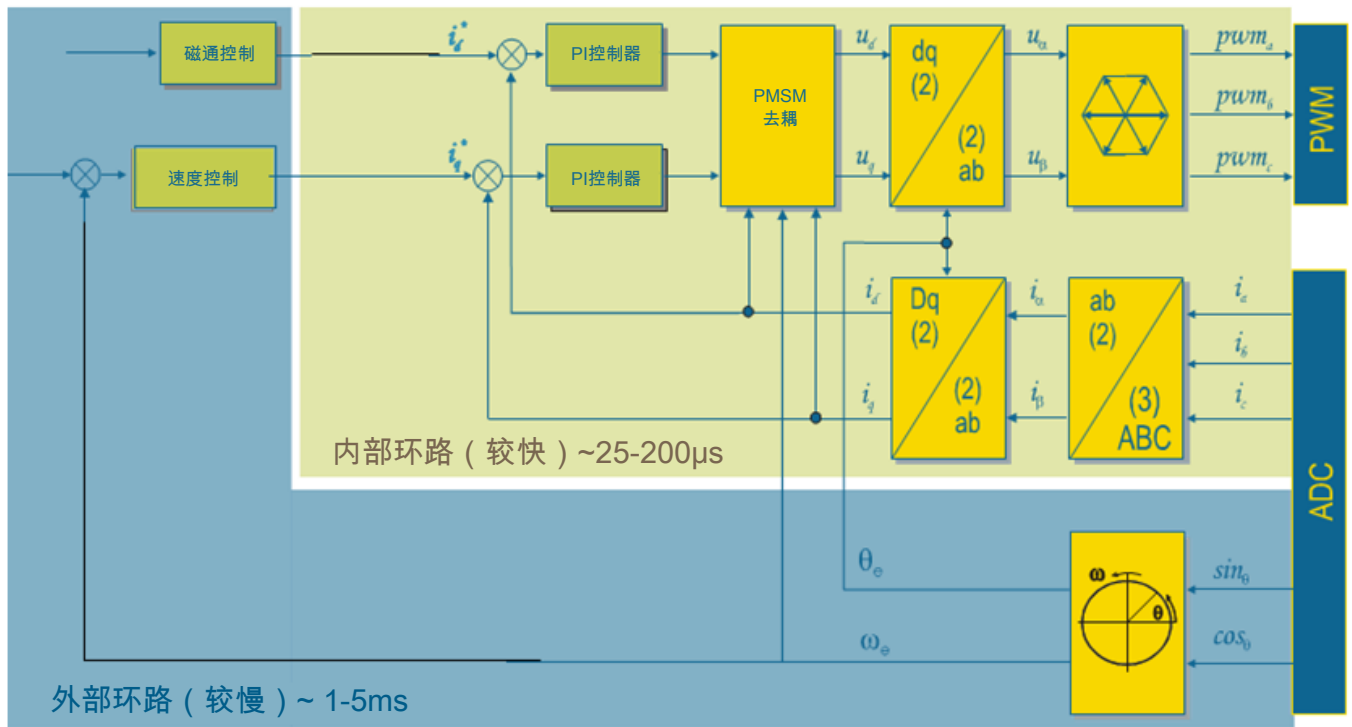 磁通控制
i_d*
PI控制器
PMSM
去耦
u_d
dq
(2)
(2)
ab
u_α
pwm_a
pwm_b
pwm_c
PWM
速度控制
i_q*
PI控制器
u_q
u_β
i_d
Dq
(2)
(2)
ab
i_α
ab
(2)
(3)
ABC
i_a
i_b
i_c
i_q
i_β
ADC
内部环路（较快）~25-200μs
θ_e
ω
θ
sin_θ
cos_θ
ω_e
外部环路（较慢）~ 1-5ms